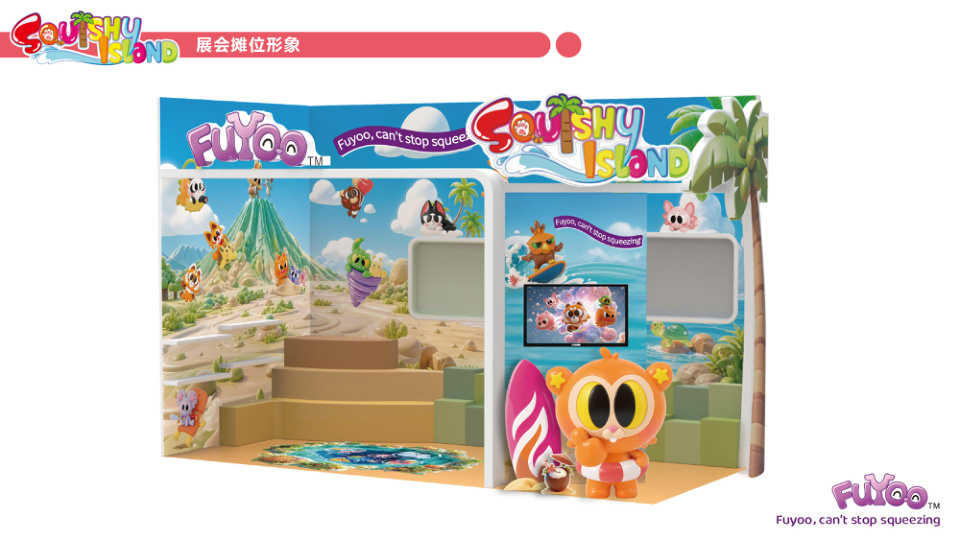 SQUISHY
ISLAND
展会摊位形象
FUYOO TM
Fuyoo, can't stop squee
SQUISHY
ISLAND
Fuyoo, can't stop squeezing
FUYOO TM
Fuyoo, can't stop squeezing